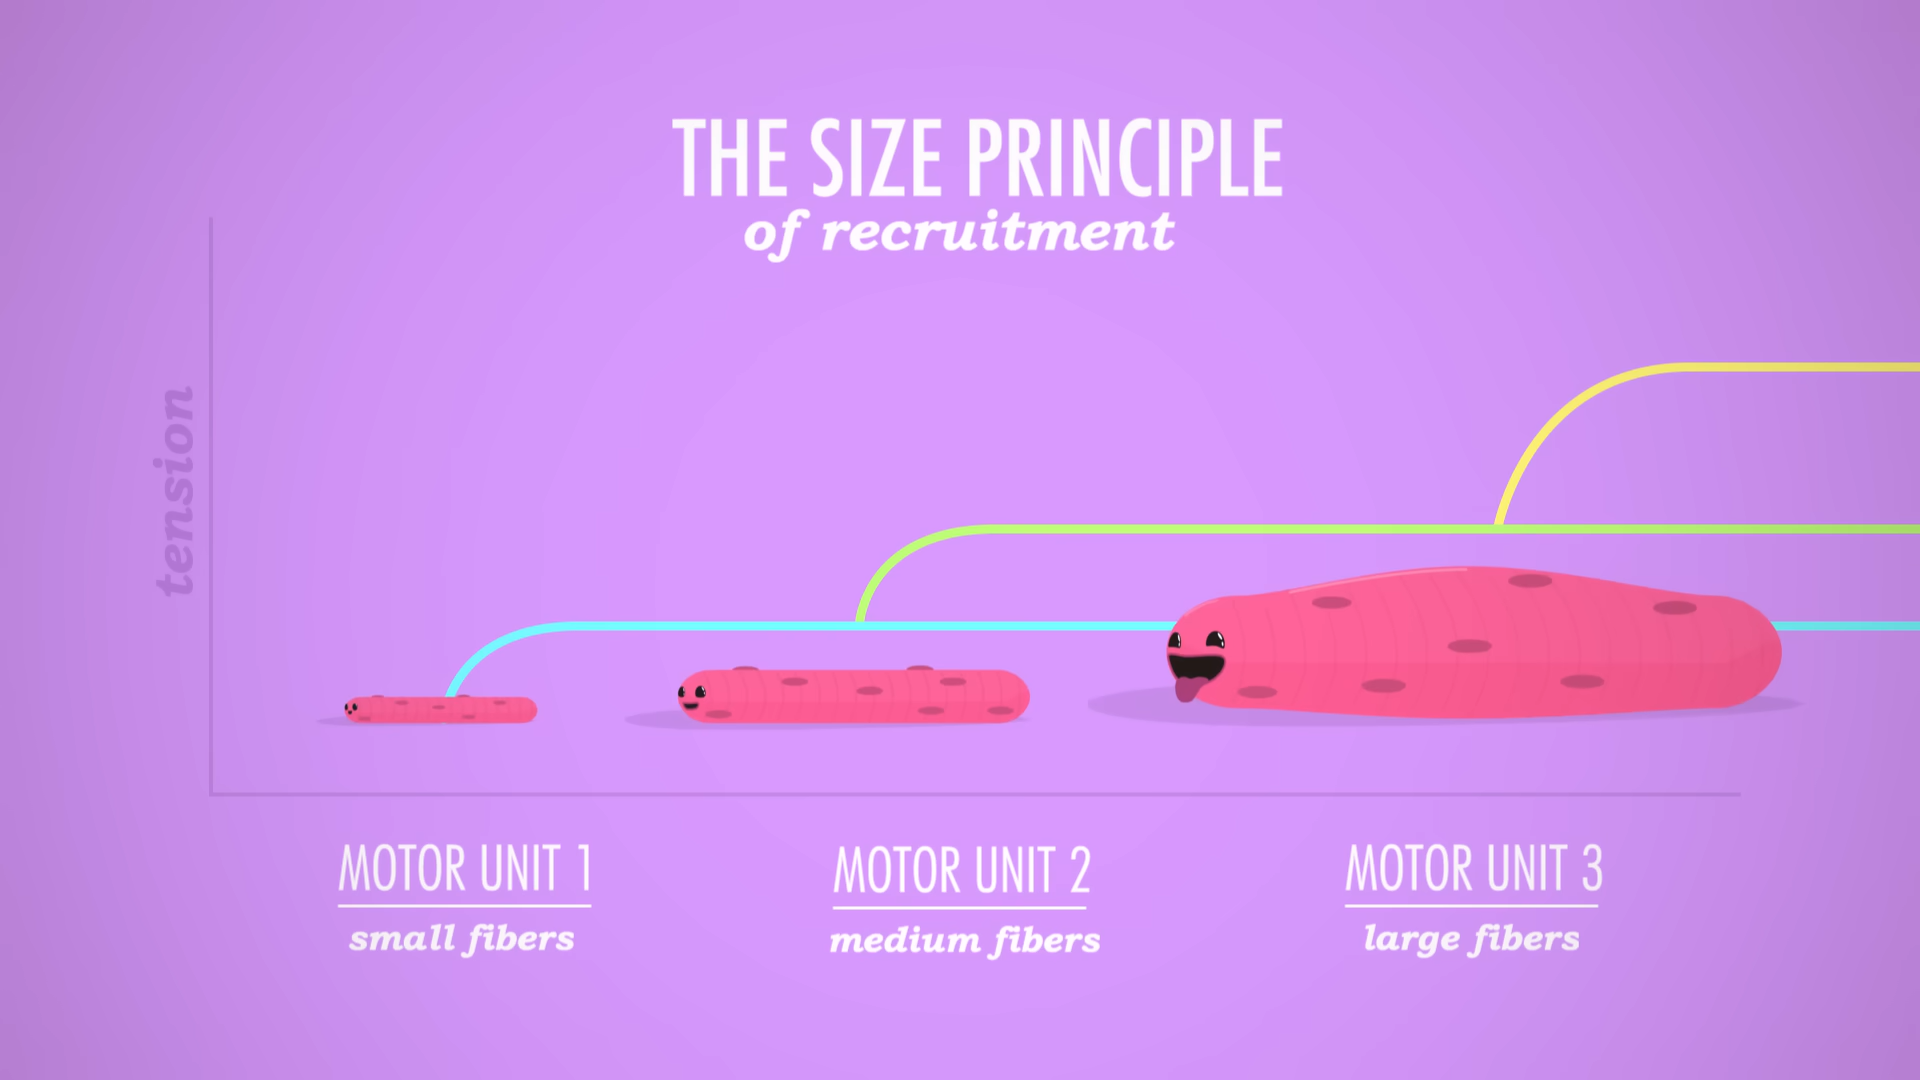 THE SIZE PRINCIPLE
of recruitment
tension
MOTOR UNIT 1
small fibers
MOTOR UNIT 2
medium fibers
MOTOR UNIT 3
large fibers